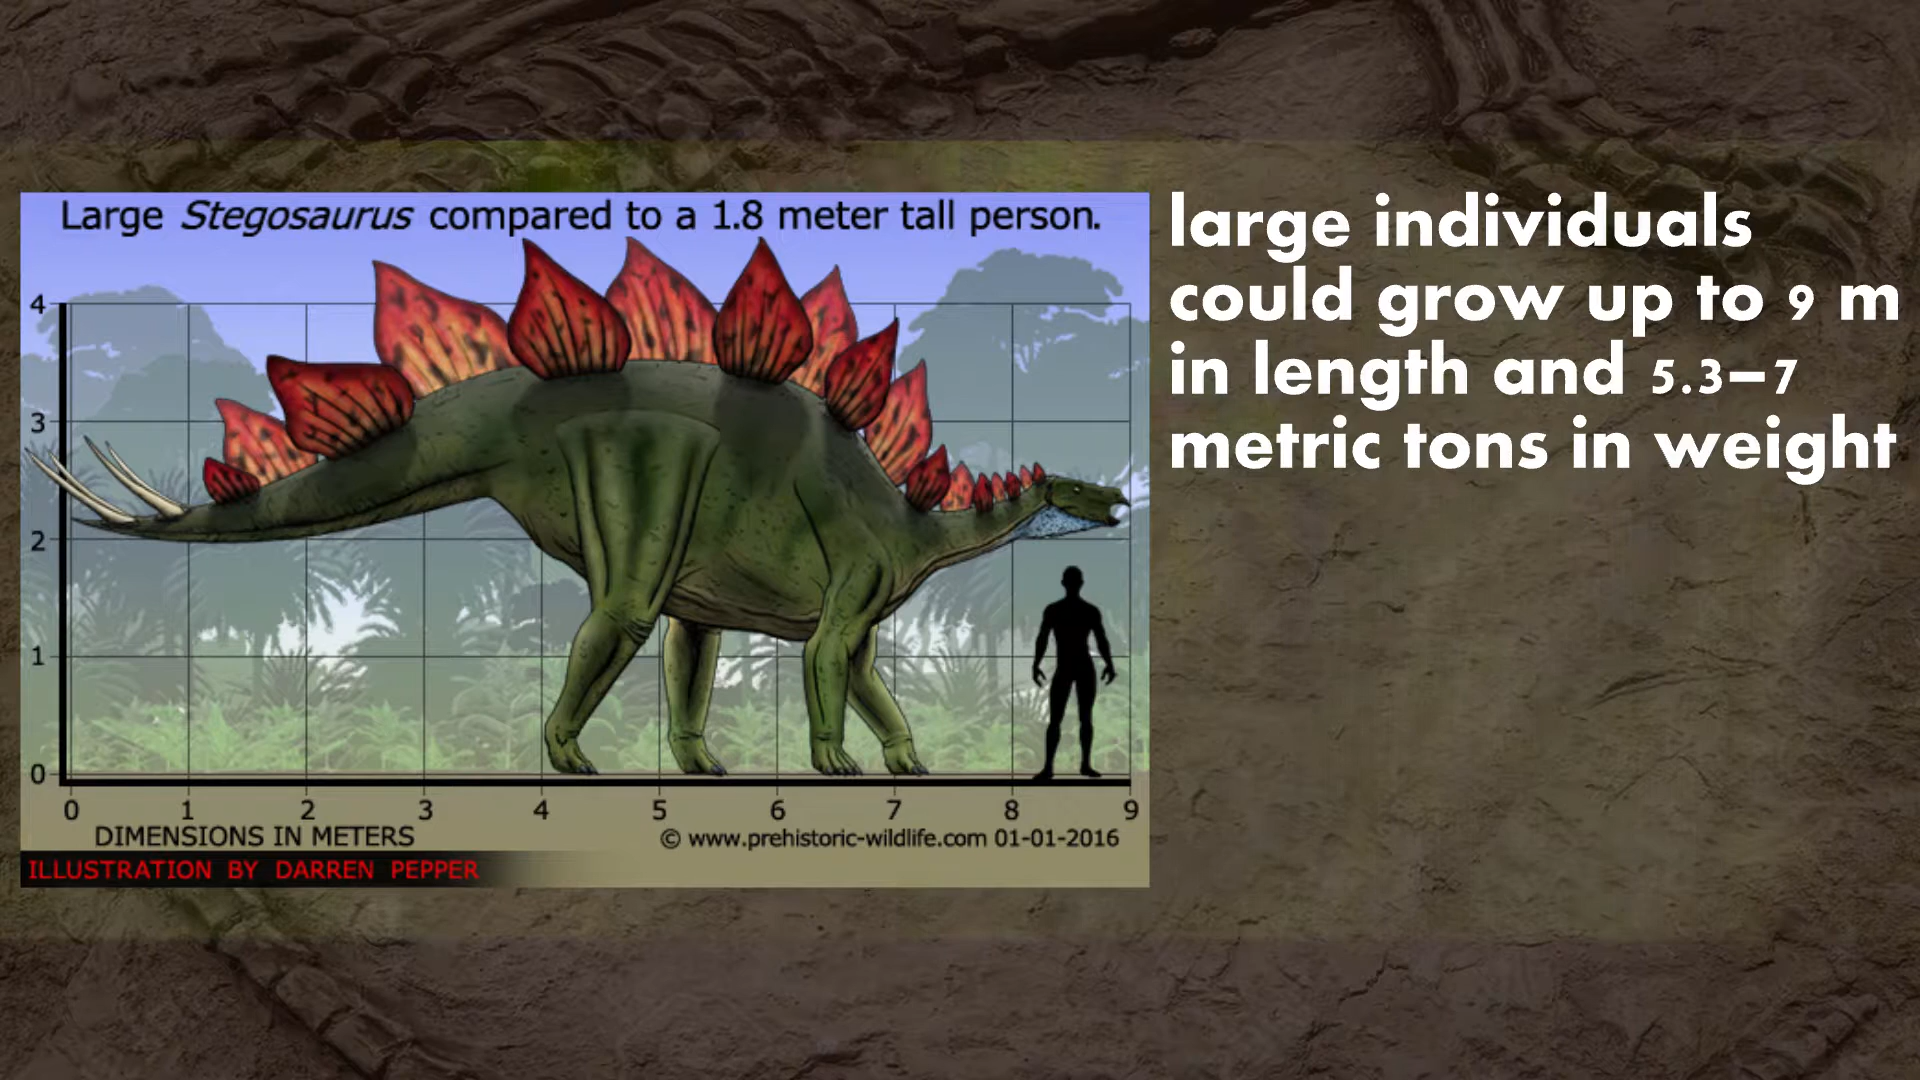 Large Stegosaurus compared to a 1.8 meter tall person.
large individuals
could grow up to 9 m
in length and 5.3–7
metric tons in weight
4
3
2
1
0
0 1 2 3 4 5 6 7 8 9
DIMENSIONS IN METERS
© www.prehistoric-wildlife.com 01-01-2016
ILLUSTRATION BY DARREN PEPPER